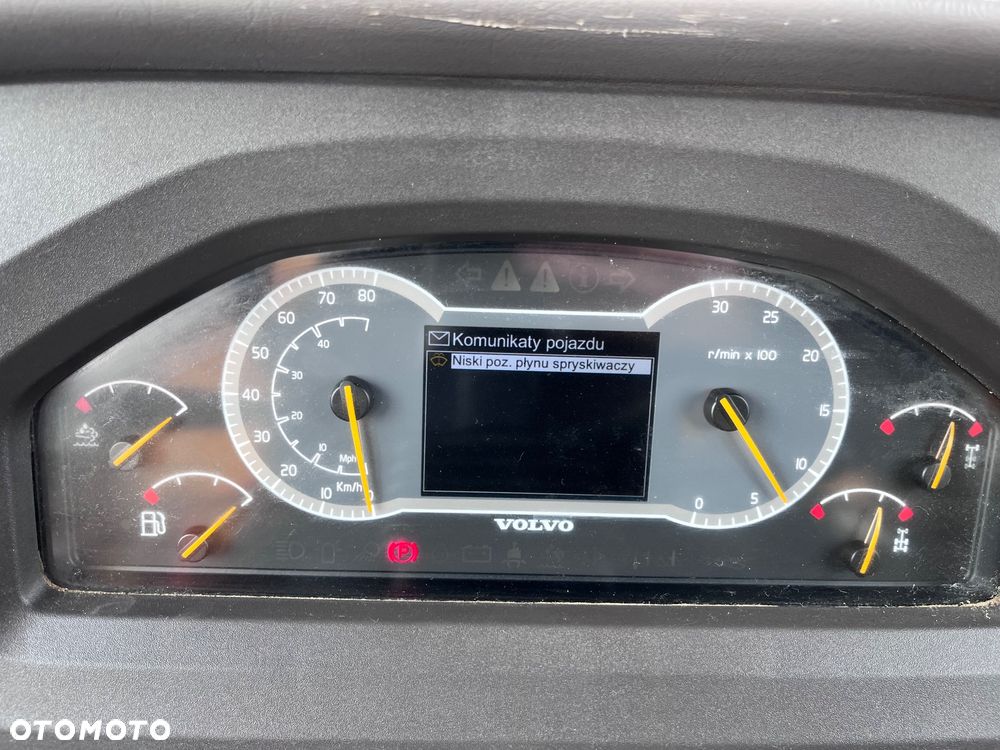 Komunikaty pojazdu
Niski poz. płynu spryskiwaczy
80
70
60
50
40
30
20
10
0
40
30
20
10
Mph
Km/h
30
25
20
15
10
5
0
r/min x 100
VOLVO
P
OTOMOTO